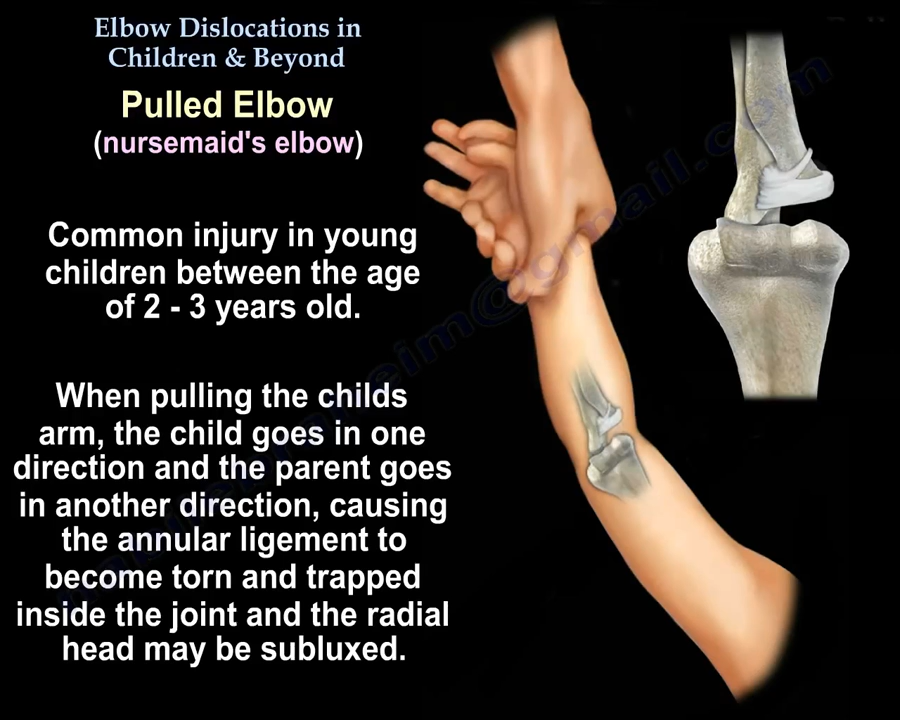 Elbow Dislocations in
Children & Beyond
Pulled Elbow
(nursemaid's elbow)
Common injury in young
children between the age
of 2 - 3 years old.
When pulling the childs
arm, the child goes in one
direction and the parent goes
in another direction, causing
the annular ligement to
become torn and trapped
inside the joint and the radial
head may be subluxed.